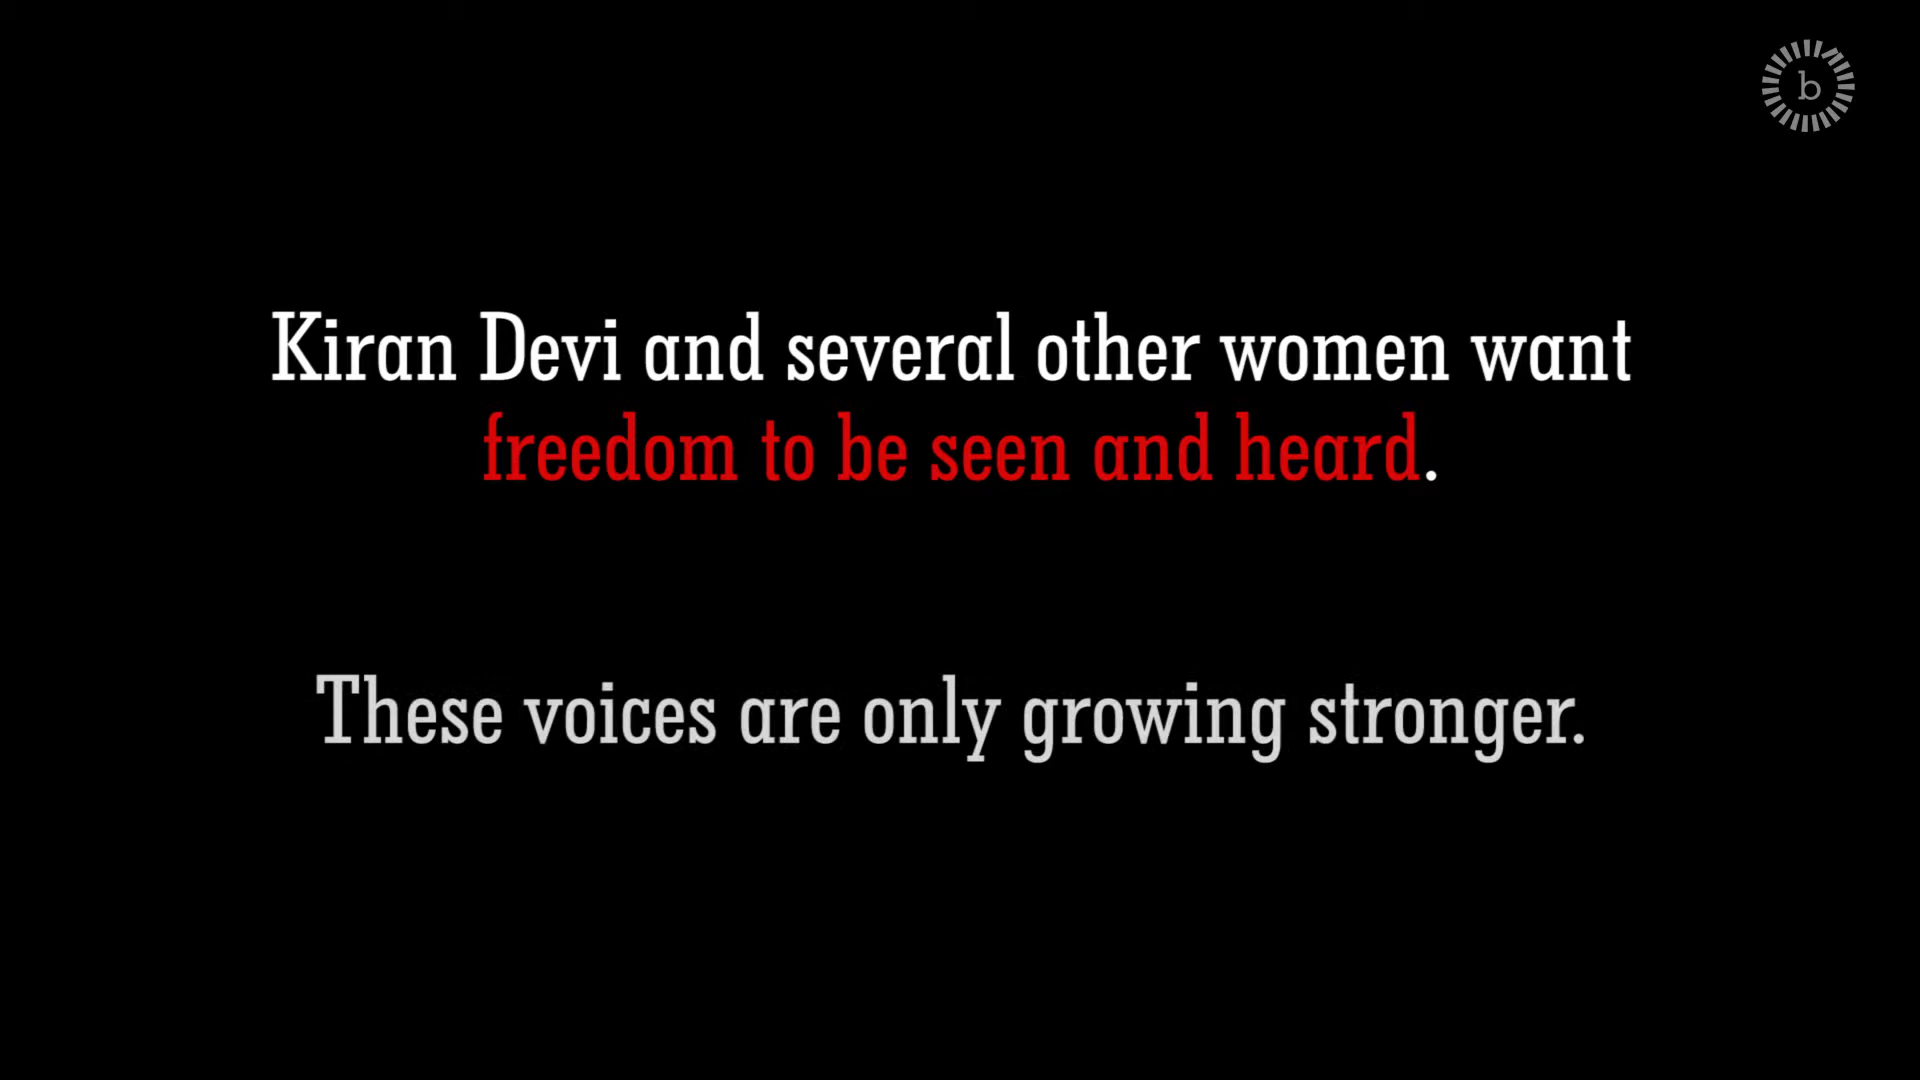 b
Kiran Devi and several other women want
freedom to be seen and heard.
These voices are only growing stronger.